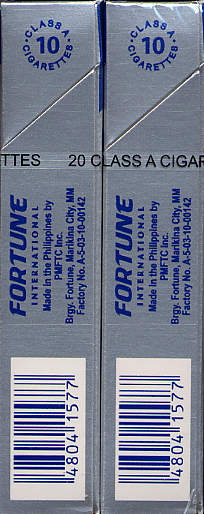 CLASS A
10
CIGARETTES
CLASS A
10
CIGARETTES
TTES 20 CLASS A CIGAR
FORTUNE
INTERNATIONAL
Made in the Philippines by
PMFTC Inc.
Brgy. Fortune, Marikina City, MM
Factory No. A-5-03-10-00142
4804 1577
FORTUNE
INTERNATIONAL
Made in the Philippines by
PMFTC Inc.
Brgy. Fortune, Marikina City, MM
Factory No. A-5-03-10-00142
4804 1577